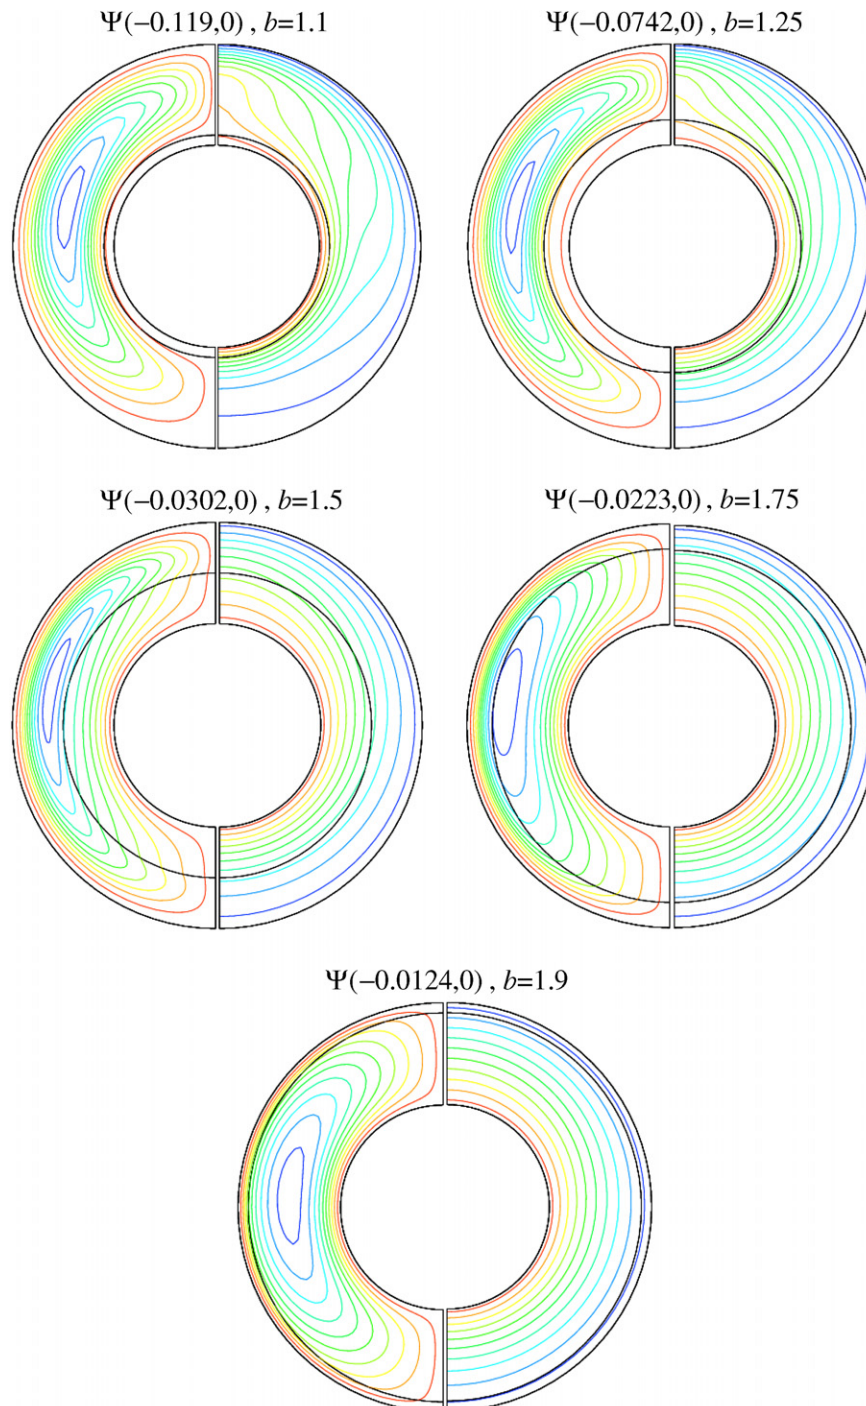 Ψ(−0.119,0) , b=1.1
Ψ(−0.0742,0) , b=1.25
Ψ(−0.0302,0) , b=1.5
Ψ(−0.0223,0) , b=1.75
Ψ(−0.0124,0) , b=1.9